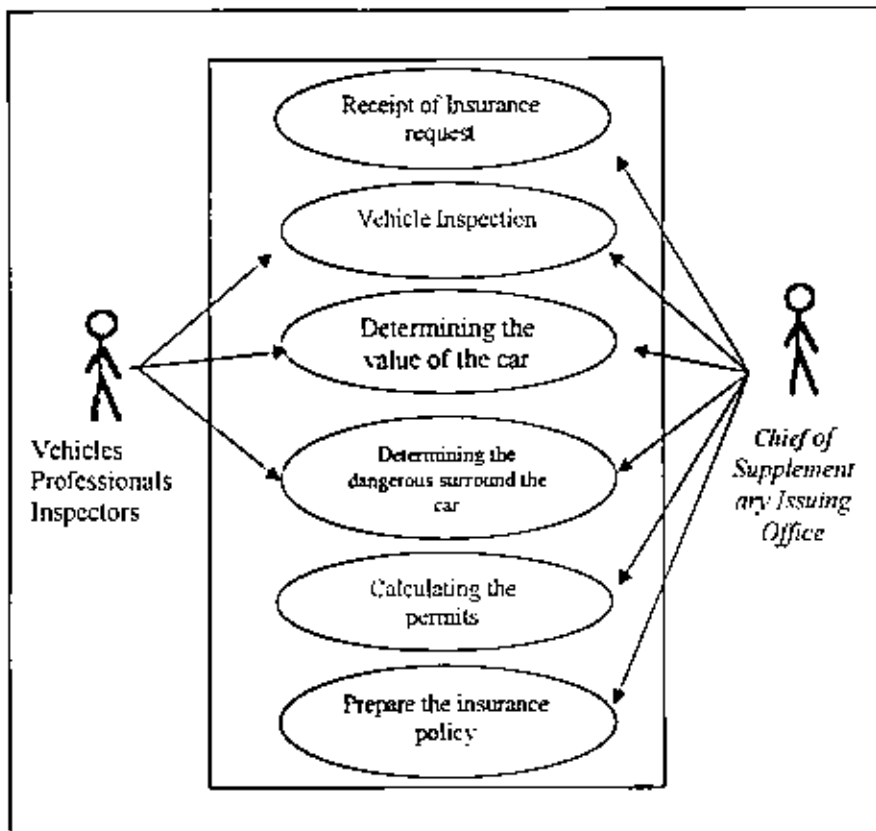 Receipt of Insurance
request
Vehicle Inspection
Determining the
value of the car
Determining the
dangerous surround the
car
Calculating the
permits
Prepare the insurance
policy
Vehicles
Professionals
Inspectors
Chief of
Supplement
ary Issuing
Office